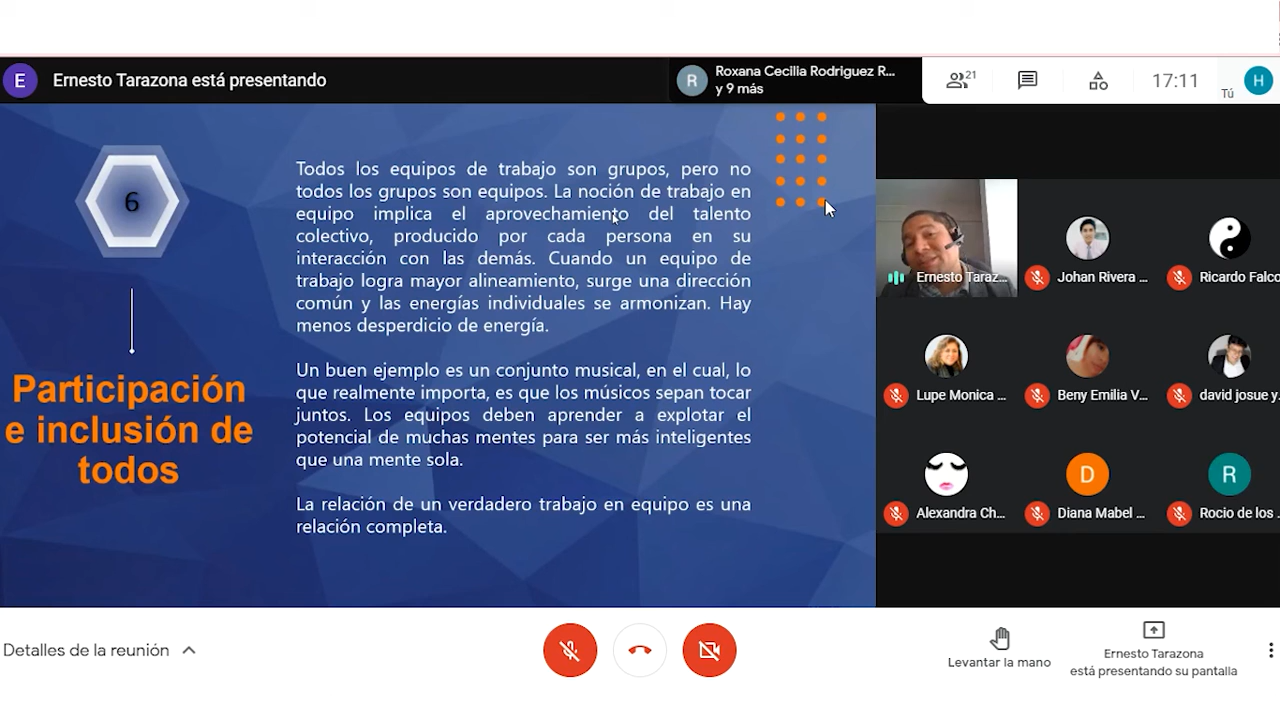 E
Ernesto Tarazona está presentando
R
Roxana Cecilia Rodriguez R...
y 9 más
21
17:11
Tú
H
6
Participación
e inclusión de
todos
Todos los equipos de trabajo son grupos, pero no
todos los grupos son equipos. La noción de trabajo en
equipo implica el aprovechamiento del talento
colectivo, producido por cada persona en su
interacción con las demás. Cuando un equipo de
trabajo logra mayor alineamiento, surge una dirección
común y las energías individuales se armonizan. Hay
menos desperdicio de energía.
Un buen ejemplo es un conjunto musical, en el cual, lo
que realmente importa, es que los músicos sepan tocar
juntos. Los equipos deben aprender a explotar el
potencial de muchas mentes para ser más inteligentes
que una mente sola.
La relación de un verdadero trabajo en equipo es una
relación completa.
Ernesto Taraz...
Johan Rivera ...
Ricardo Falco
Lupe Monica ...
Beny Emilia V...
david josue y.
Alexandra Ch...
D
Diana Mabel ...
R
Rocio de los .
Detalles de la reunión
Levantar la mano
Ernesto Tarazona
está presentando su pantalla